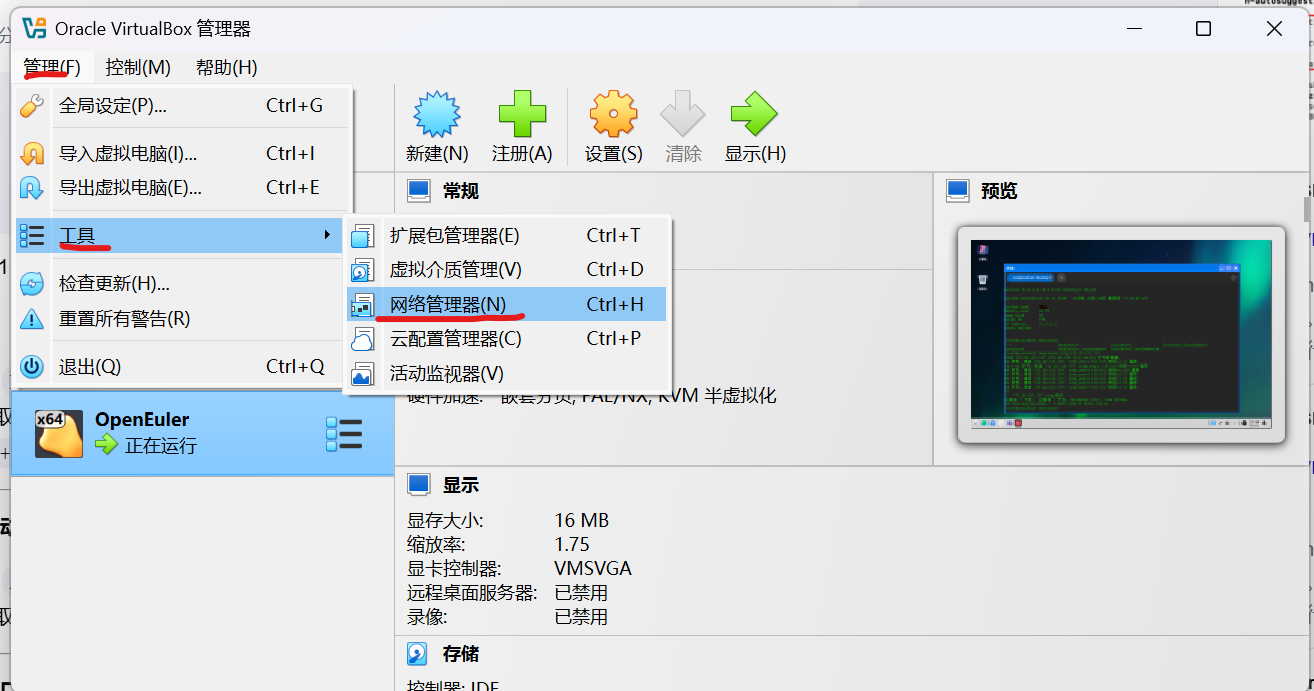 Oracle VirtualBox 管理器
管理(F) 控制(M) 帮助(H)
全局设定(P)... Ctrl+G
导入虚拟电脑(I)... Ctrl+I
导出虚拟电脑(E)... Ctrl+E
工具
检查更新(H)...
重置所有警告(R)
退出(Q) Ctrl+Q
扩展包管理器(E) Ctrl+T
虚拟介质管理(V) Ctrl+D
网络管理器(N) Ctrl+H
云配置管理器(C) Ctrl+P
活动监视器(V)
新建(N) 注册(A) 设置(S) 清除 显示(H)
常规
预览
硬件加速: 嵌套分页, PAE/NX, KVM 半虚拟化
x64
OpenEuler
正在运行
显示
显存大小: 16 MB
缩放率: 1.75
显卡控制器: VMSVGA
远程桌面服务器: 已禁用
录像: 已禁用
存储
控制器: IDE